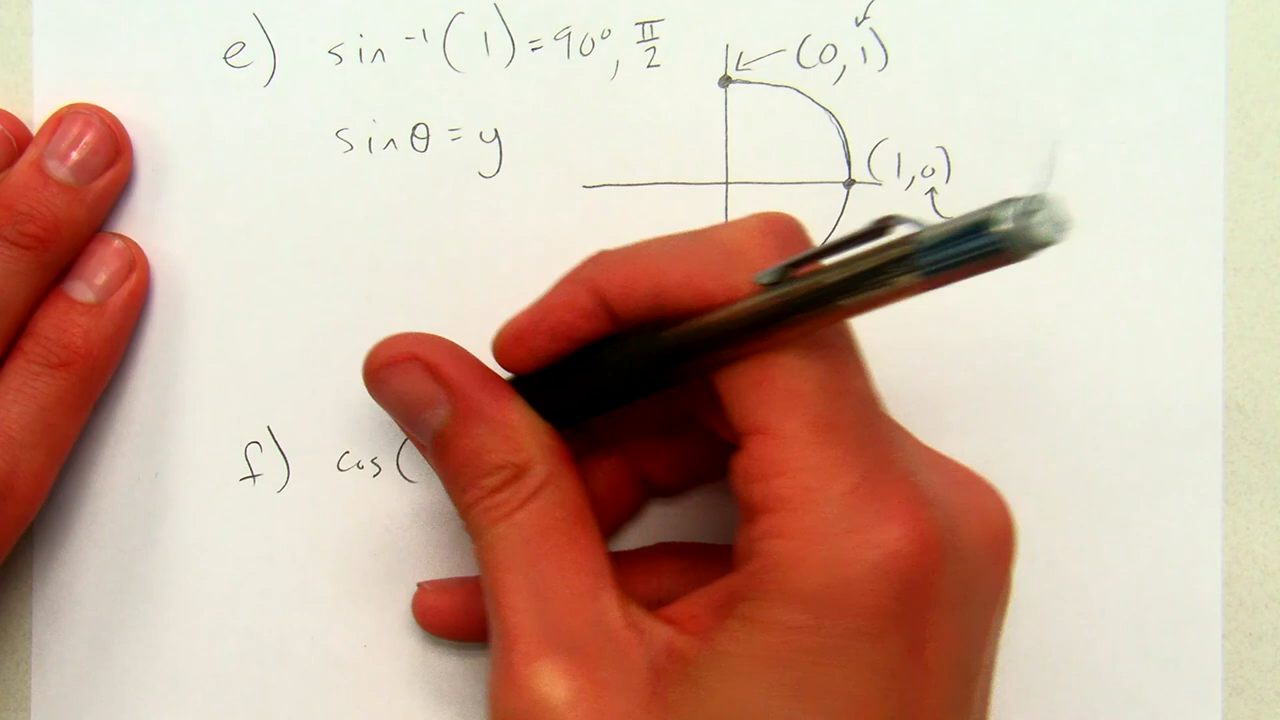 e) sin⁻¹(1)=90°, π/2
(0,1)
sinθ=y
(1,0)
f) cos(